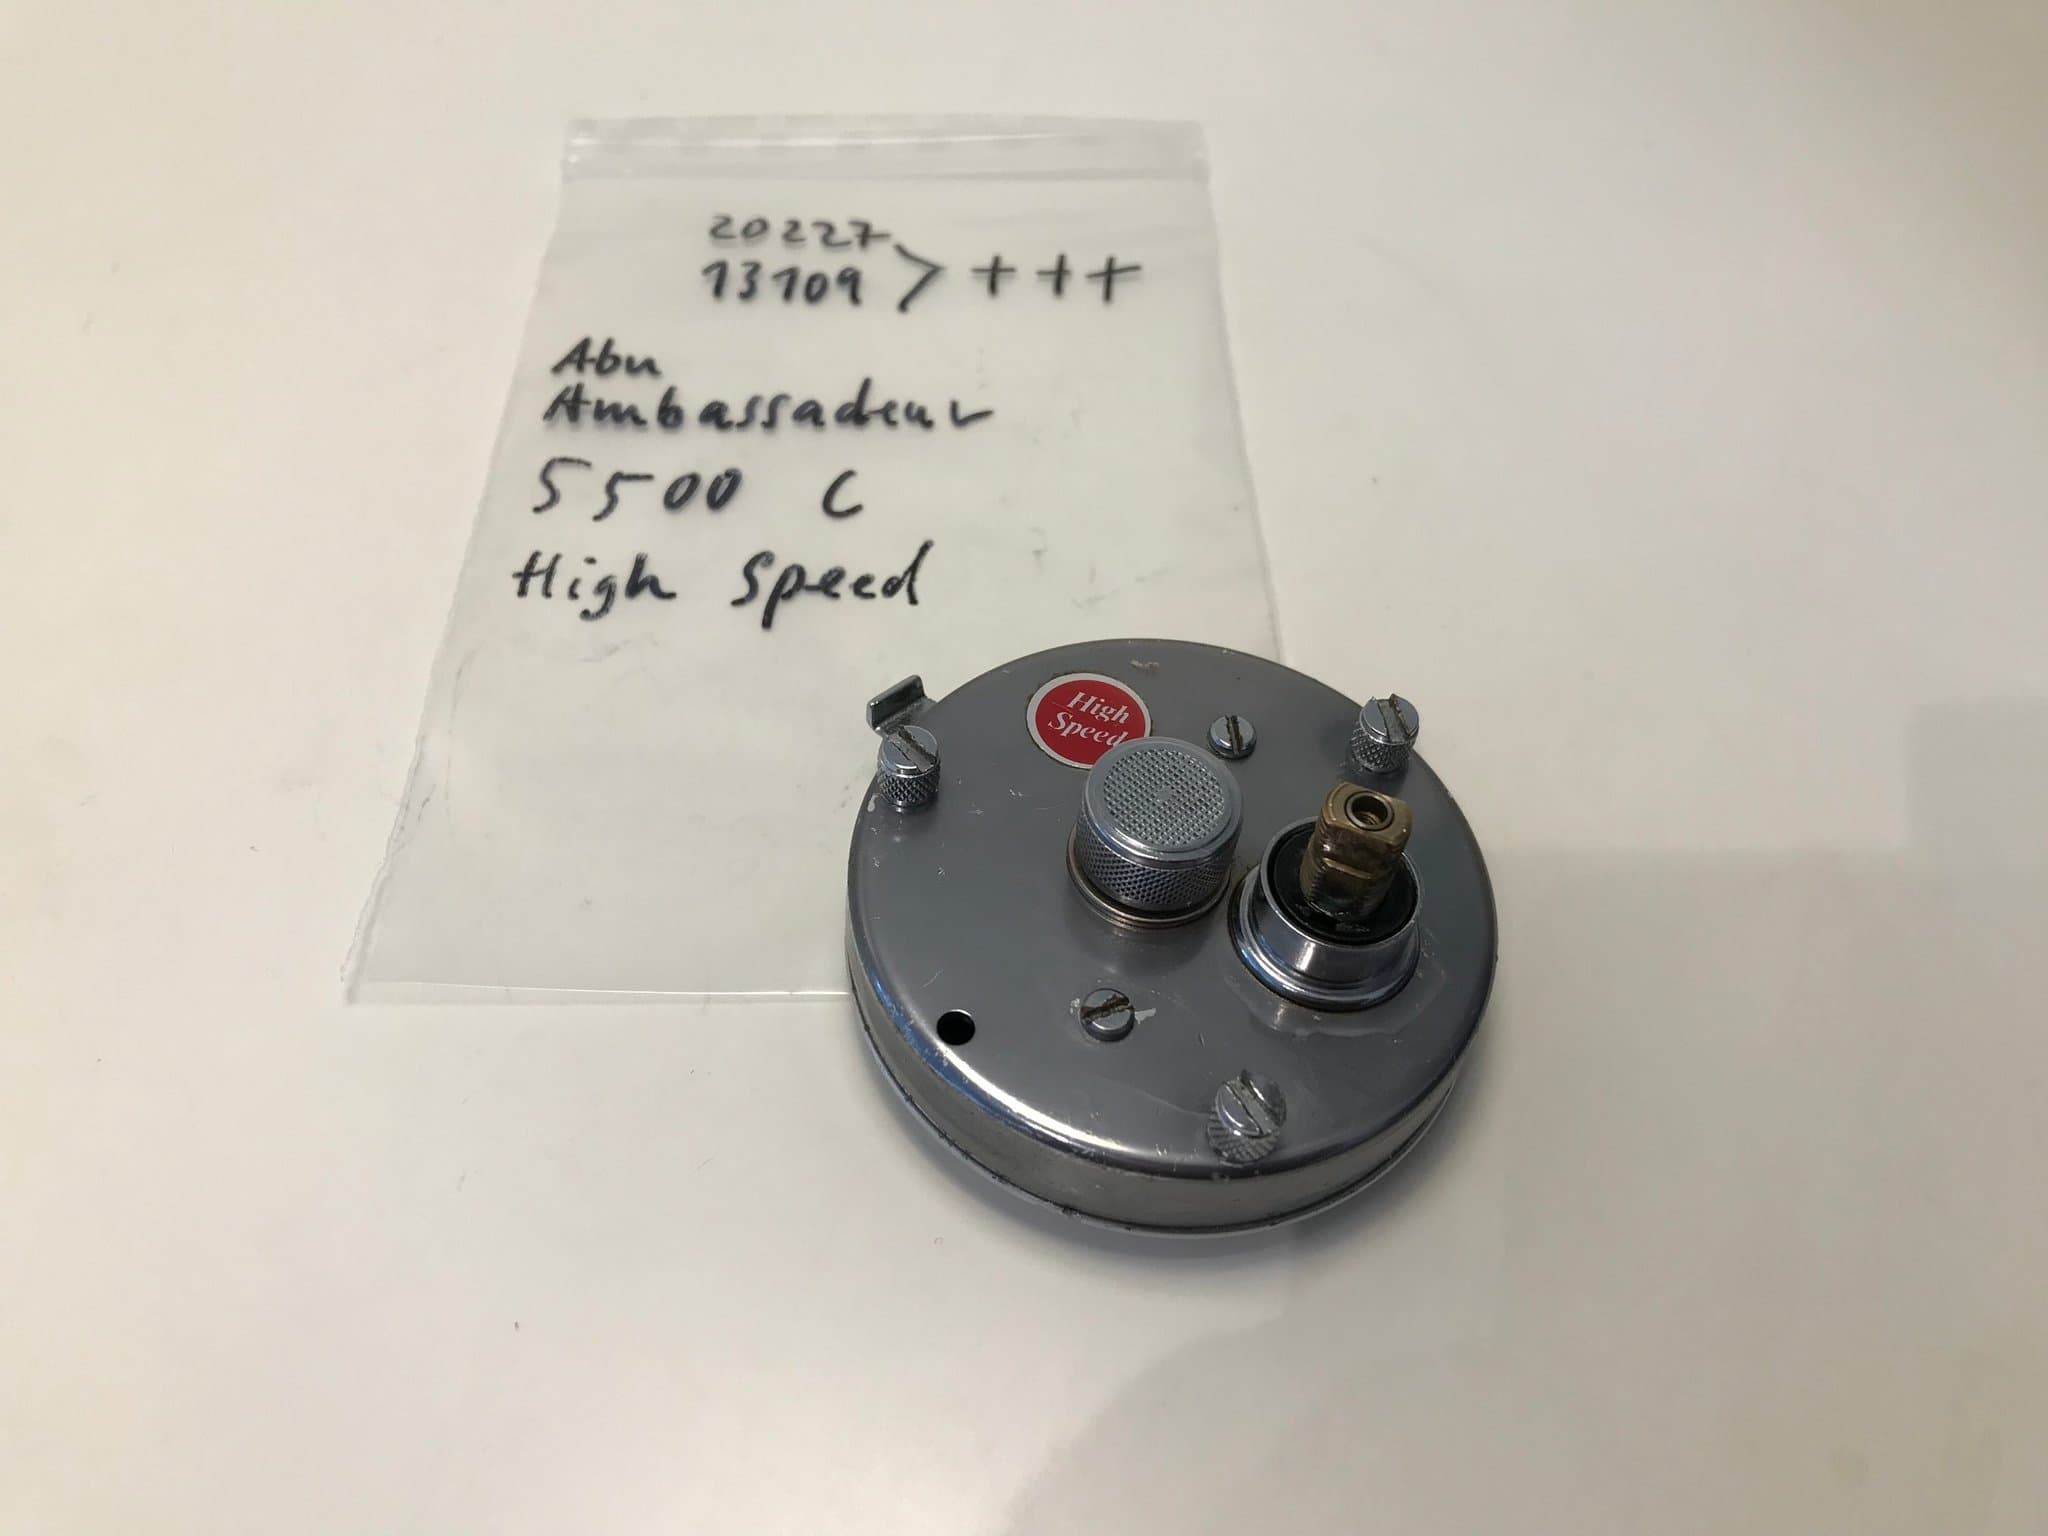 20227
13109 > +++
Abu
Ambassadeur
5500 C
High Speed
High
Speed